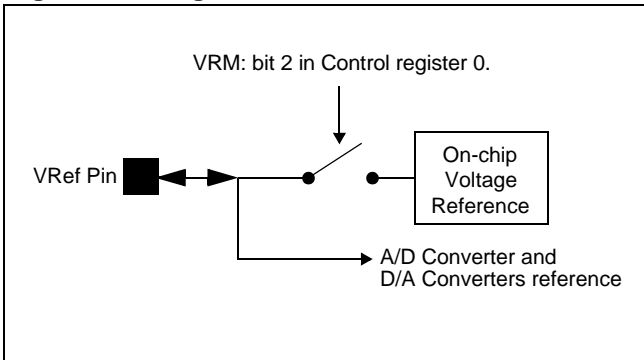 VRM: bit 2 in Control register 0.
VRef Pin
On-chip
Voltage
Reference
A/D Converter and
D/A Converters reference